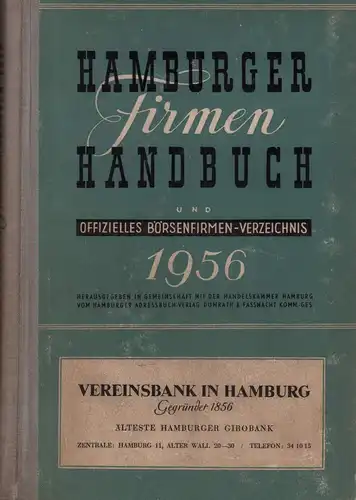 HAMBURGER
Firmen
HANDBUCH
UND
OFFIZIELLES BÖRSENFIRMEN-VERZEICHNIS
1956
HERAUSGEGEBEN IN GEMEINSCHAFT MIT DER HANDELSKAMMER HAMBURG
VOM HAMBURGER ADRESSBUCH-VERLAG DUMRATH & FASSNACHT KOMM-GES
VEREINSBANK IN HAMBURG
Gegründet 1856
ÄLTESTE HAMBURGER GIROBANK
ZENTRALE: HAMBURG 11, ALTER WALL 20–30 / TELEFON: 34 10 15